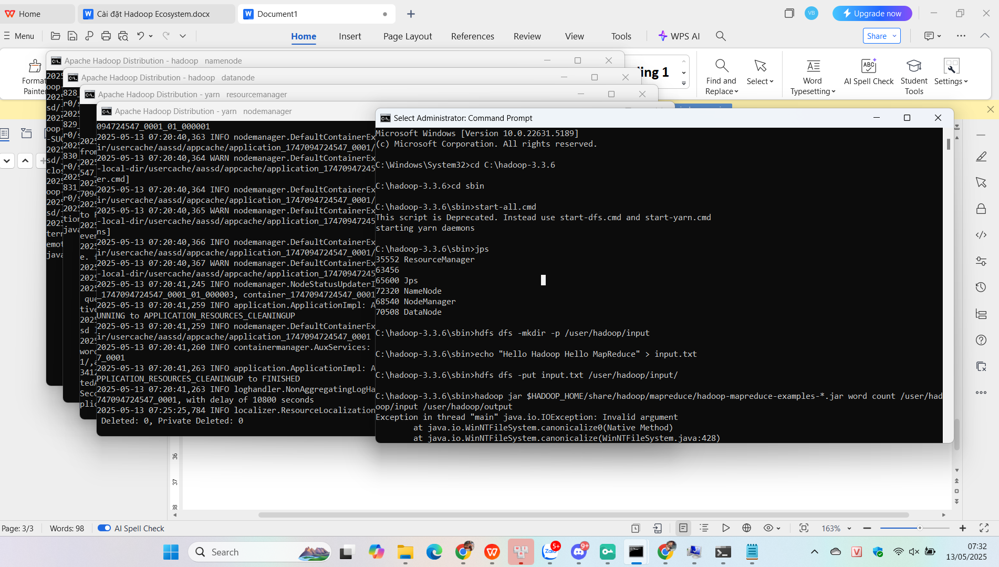 Home
Cài đặt Hadoop Ecosystem.docx
Document1
VB
Upgrade now
Menu
Home
Insert
Page Layout
References
Review
View
Tools
WPS AI
Share
Format
Painter
ing 1
Find and
Replace
Select
Word
Typesetting
AI Spell Check
Student
Tools
Settings
Apache Hadoop Distribution - hadoop namenode
Apache Hadoop Distribution - hadoop datanode
Apache Hadoop Distribution - yarn resourcemanager
Apache Hadoop Distribution - yarn nodemanager
094724547_0001_01_000001
2025-05-13 07:20:40,363 INFO nodemanager.DefaultContainerEx
ir/usercache/aassd/appcache/application_1747094724547_0001/
2025-05-13 07:20:40,364 WARN nodemanager.DefaultContainerEx
-local-dir/usercache/aassd/appcache/application_17470947245
er.cmd]
2025-05-13 07:20:40,364 INFO nodemanager.DefaultContainerEx
ir/usercache/aassd/appcache/application_1747094724547_0001/
2025-05-13 07:20:40,365 WARN nodemanager.DefaultContainerEx
-local-dir/usercache/aassd/appcache/application_17470947245
ns]
2025-05-13 07:20:40,366 INFO nodemanager.DefaultContainerEx
ir/usercache/aassd/appcache/application_1747094724547_0001/
2025-05-13 07:20:40,367 WARN nodemanager.DefaultContainerEx
-local-dir/usercache/aassd/appcache/application_17470947245
2025-05-13 07:20:41,245 INFO nodemanager.NodeStatusUpdaterI
_1747094724547_0001_01_000003, container_1747094724547_0001
2025-05-13 07:20:41,259 INFO application.ApplicationImpl: A
UNNING to APPLICATION_RESOURCES_CLEANINGUP
2025-05-13 07:20:41,259 INFO nodemanager.DefaultContainerEx
ir/usercache/aassd/appcache/application_1747094724547_0001
2025-05-13 07:20:41,260 INFO containermanager.AuxServices:
7_0001
2025-05-13 07:20:41,263 INFO application.ApplicationImpl: A
PPLICATION_RESOURCES_CLEANINGUP to FINISHED
2025-05-13 07:20:41,263 INFO loghandler.NonAggregatingLogHa
747094724547_0001, with delay of 10800 seconds
2025-05-13 07:25:25,784 INFO localizer.ResourceLocalization
Deleted: 0, Private Deleted: 0
Select Administrator: Command Prompt
Microsoft Windows [Version 10.0.22631.5189]
(c) Microsoft Corporation. All rights reserved.
C:\Windows\System32>cd C:\hadoop-3.3.6
C:\hadoop-3.3.6>cd sbin
C:\hadoop-3.3.6\sbin>start-all.cmd
This script is Deprecated. Instead use start-dfs.cmd and start-yarn.cmd
starting yarn daemons
C:\hadoop-3.3.6\sbin>jps
35552 ResourceManager
63456
65600 Jps
72320 NameNode
68540 NodeManager
70508 DataNode
C:\hadoop-3.3.6\sbin>hdfs dfs -mkdir -p /user/hadoop/input
C:\hadoop-3.3.6\sbin>echo "Hello Hadoop Hello MapReduce" > input.txt
C:\hadoop-3.3.6\sbin>hdfs dfs -put input.txt /user/hadoop/input/
C:\hadoop-3.3.6\sbin>hadoop jar $HADOOP_HOME/share/hadoop/mapreduce/hadoop-mapreduce-examples-*.jar word count /user/had
oop/input /user/hadoop/output
Exception in thread "main" java.io.IOException: Invalid argument
at java.io.WinNTFileSystem.canonicalize0(Native Method)
at java.io.WinNTFileSystem.canonicalize(WinNTFileSystem.java:428)
36
37
38
Page: 3/3
Words: 98
AI Spell Check
163%
Search
Zalo
5+
9+
07:32
13/05/2025